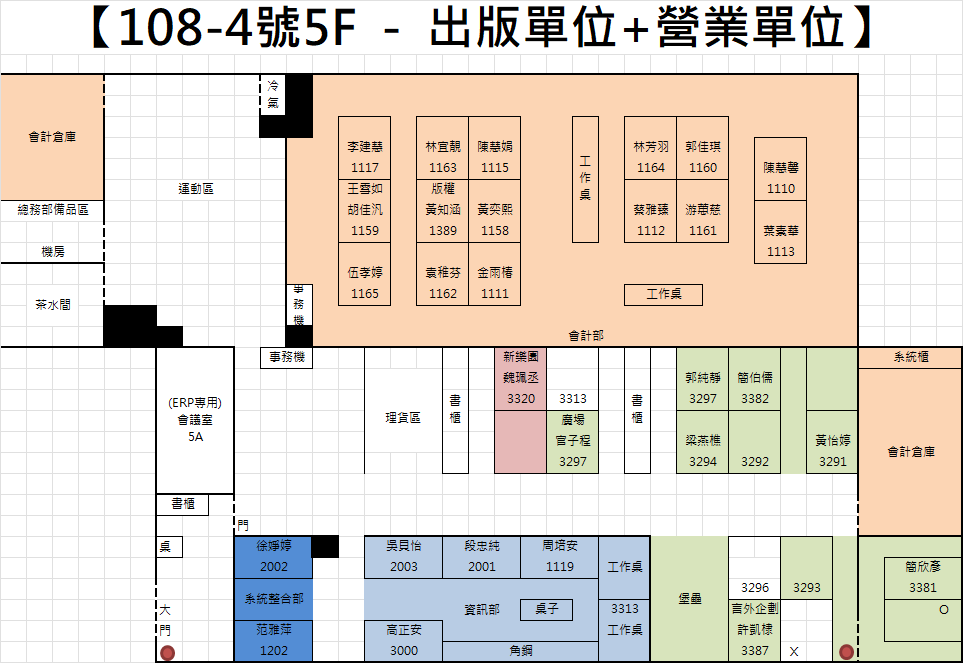 【108-4號5F - 出版單位+營業單位】
冷氣
會計倉庫
李建慧
1117
林宜靚
1163
陳慧娟
1115
工作桌
林芳羽
1164
郭佳琪
1160
陳慧馨
1110
運動區
王雪如
胡佳汎
1159
版權
黃知涵
1389
黃奕熙
1158
蔡雅臻
1112
游蕙慈
1161
葉素華
1113
總務部備品區
機房
伍孝婷
1165
袁稚芬
1162
金雨椿
1111
工作桌
茶水間
事務機
會計部
事務機
新樂園
魏珮丞
3320
系統櫃
(ERP專用)
會議室
5A
理貨區
書櫃
3313
書櫃
郭純靜
3297
簡伯儒
3382
廣場
官子程
3297
梁燕樵
3294
3292
黃怡婷
3291
會計倉庫
書櫃
門
桌
徐婷婷
2002
吳貝怡
2003
段忠純
2001
周培安
1119
工作桌
3296
3293
簡欣彥
3381
系統整合部
資訊部
桌子
3313
工作桌
堡壘
言外企劃
許凱棣
3387
O
大門
范雅萍
1202
高正安
3000
角鋼
X